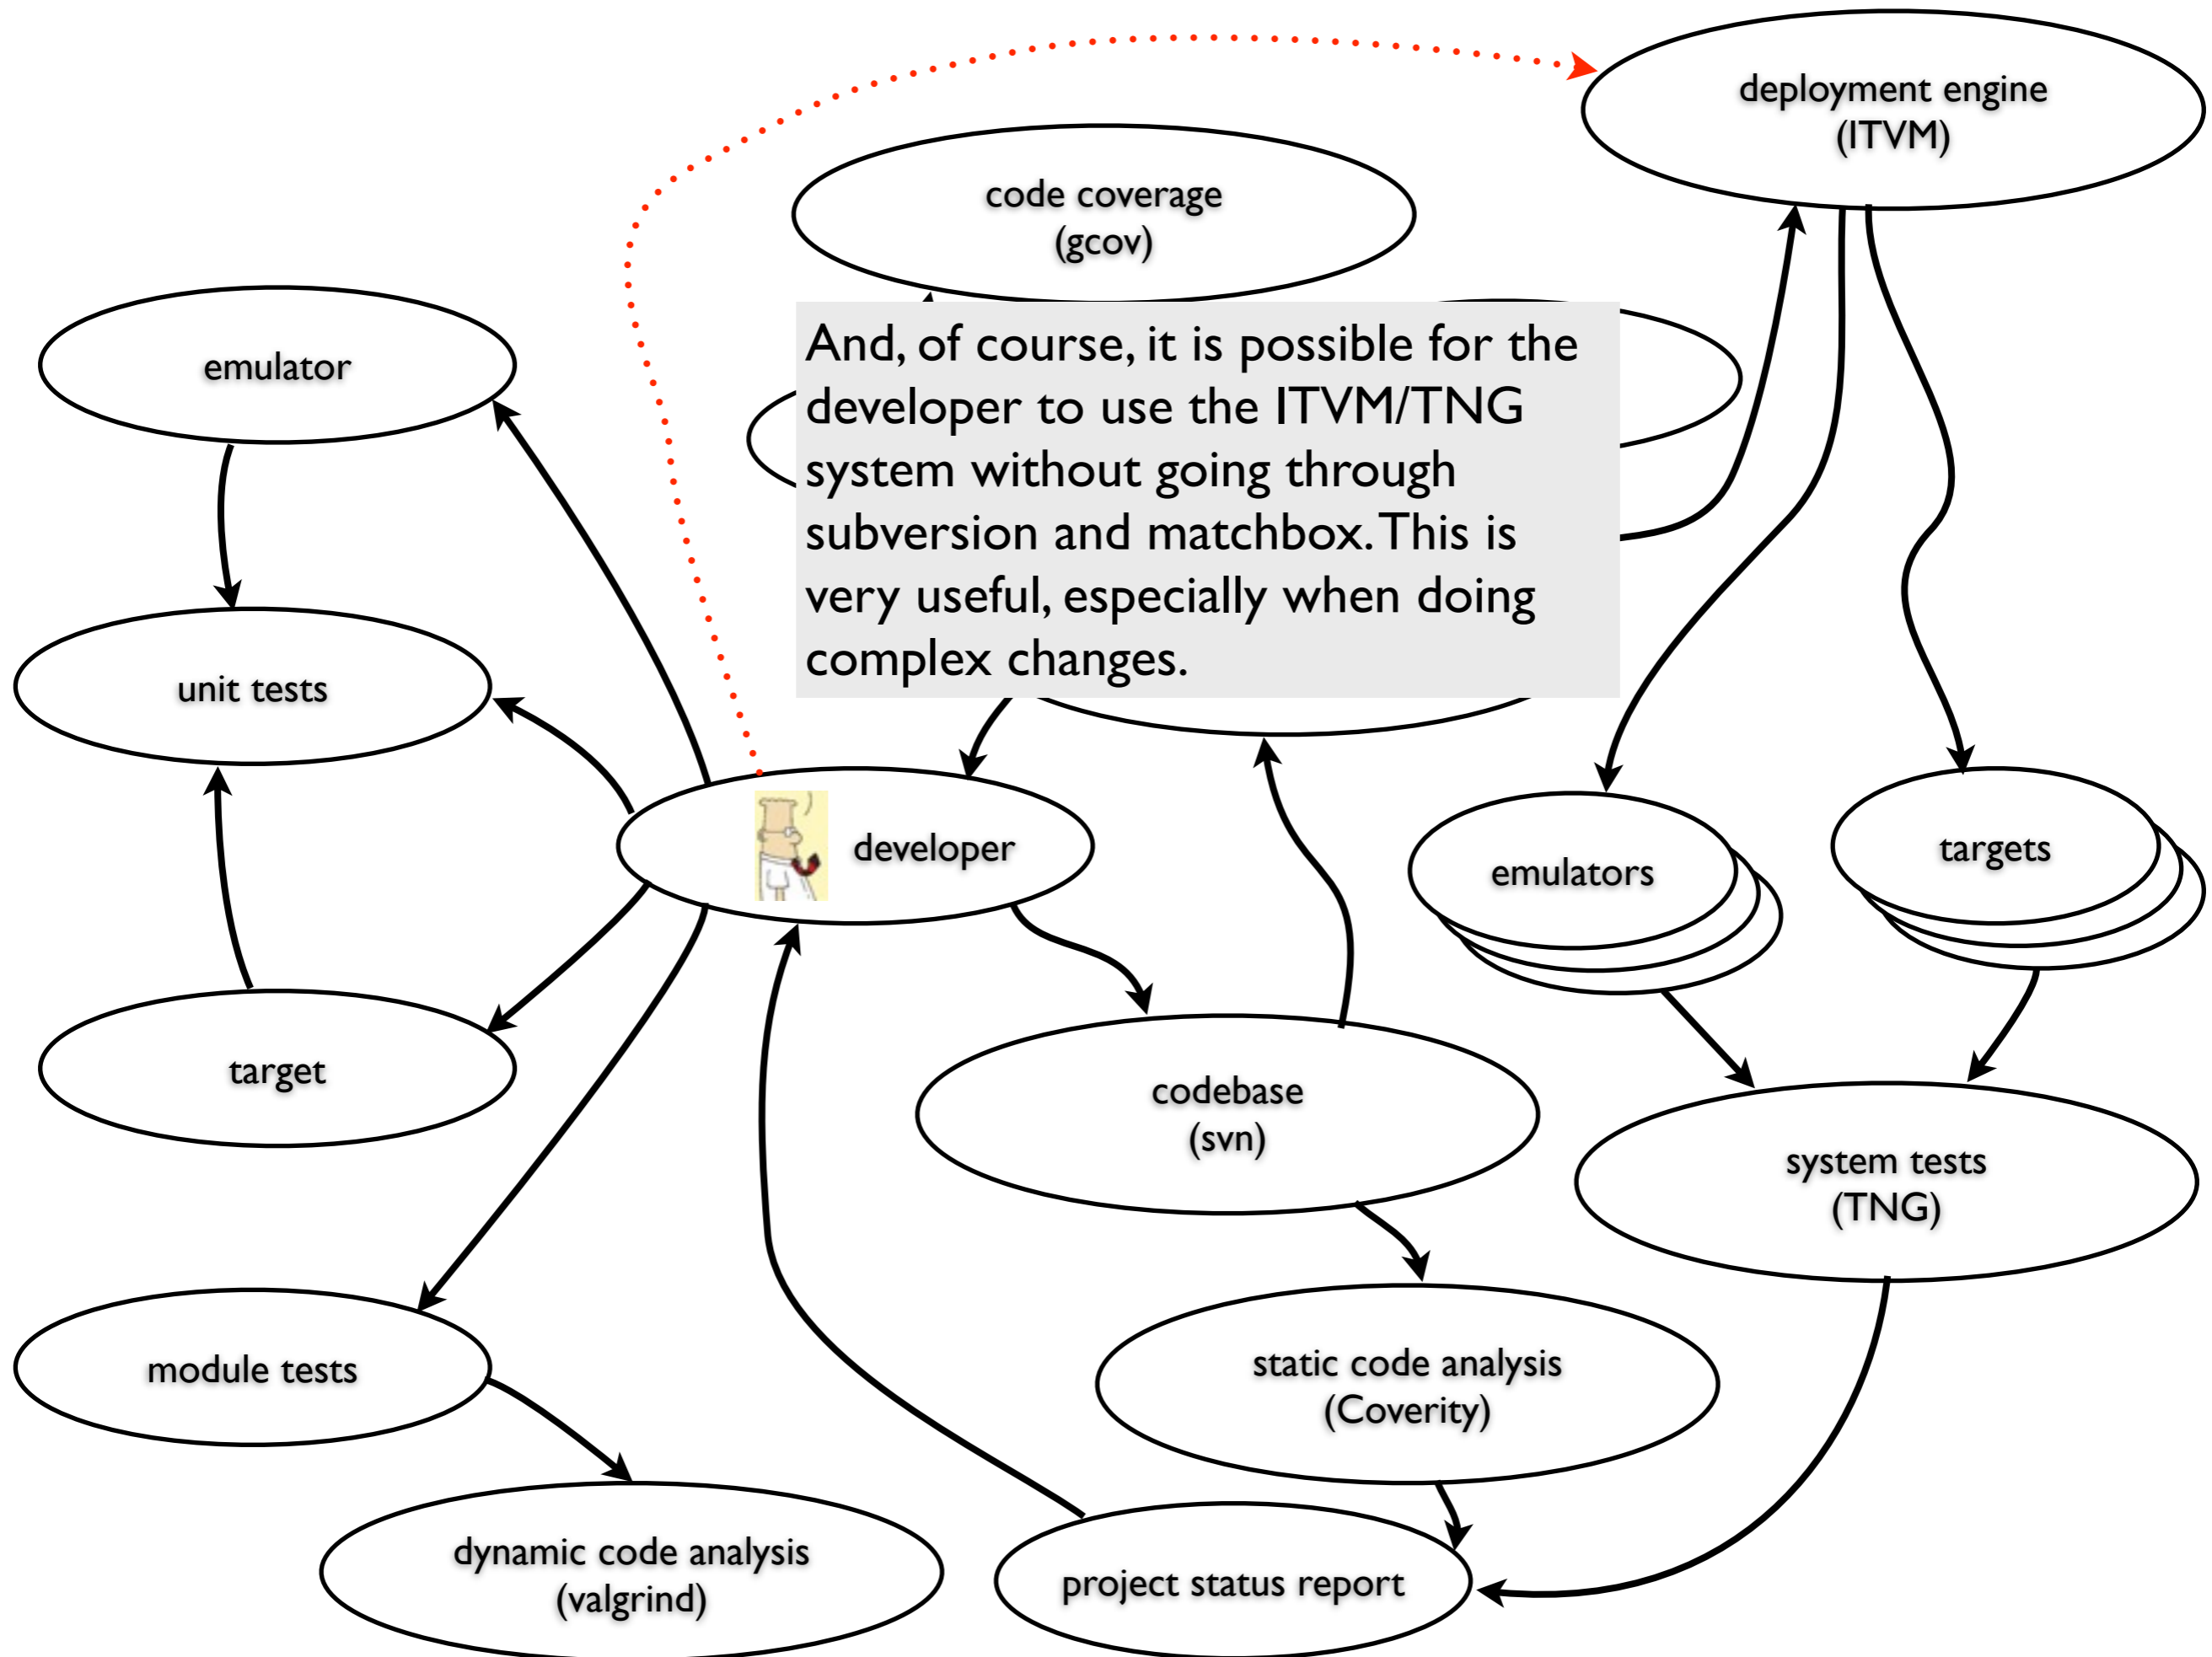 deployment engine
(ITVM)
code coverage
(gcov)
emulator
And, of course, it is possible for the
developer to use the ITVM/TNG
system without going through
subversion and matchbox. This is
very useful, especially when doing
complex changes.
unit tests
developer
emulators
targets
target
codebase
(svn)
system tests
(TNG)
module tests
static code analysis
(Coverity)
dynamic code analysis
(valgrind)
project status report